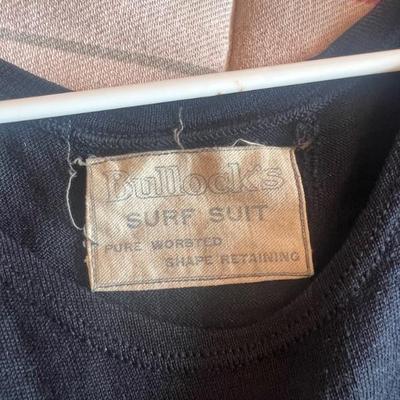 Bullock's
SURF SUIT
PURE WORSTED
SHAPE RETAINING